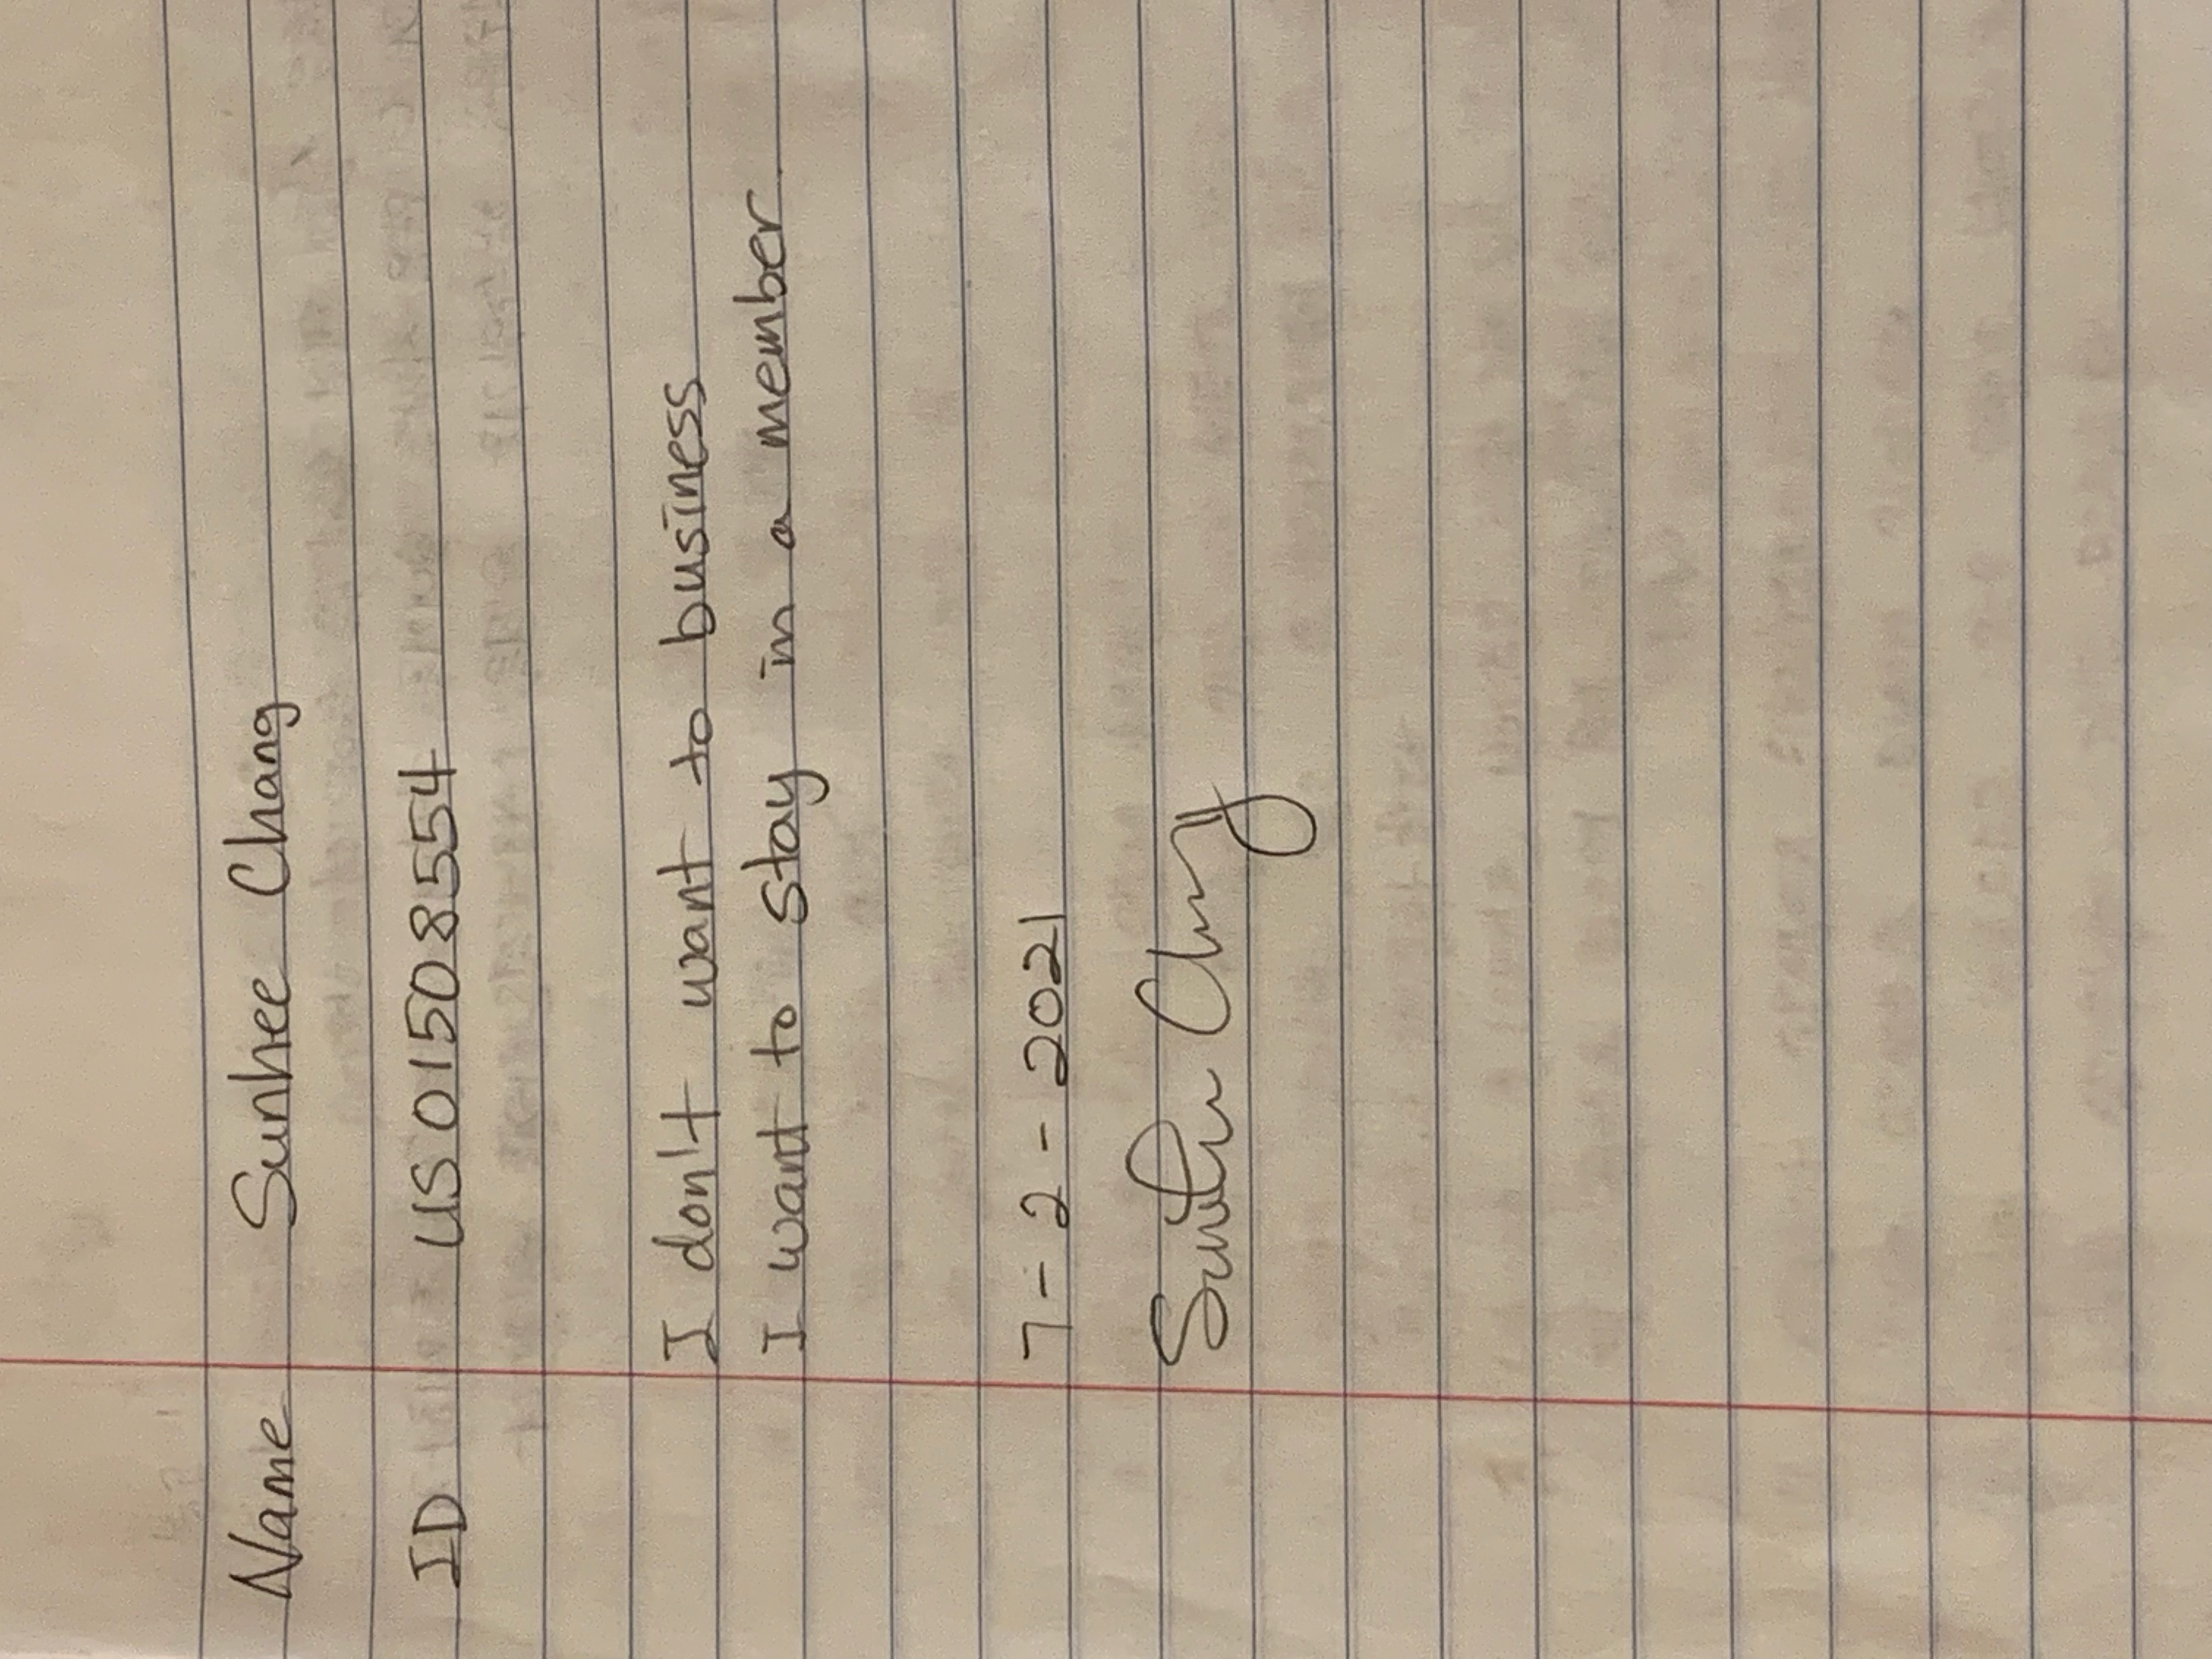 Name Sunhee Chang
ID US01508554
I don't want to business
I want to stay in a member.
7-2-2021
Sunhee Chang